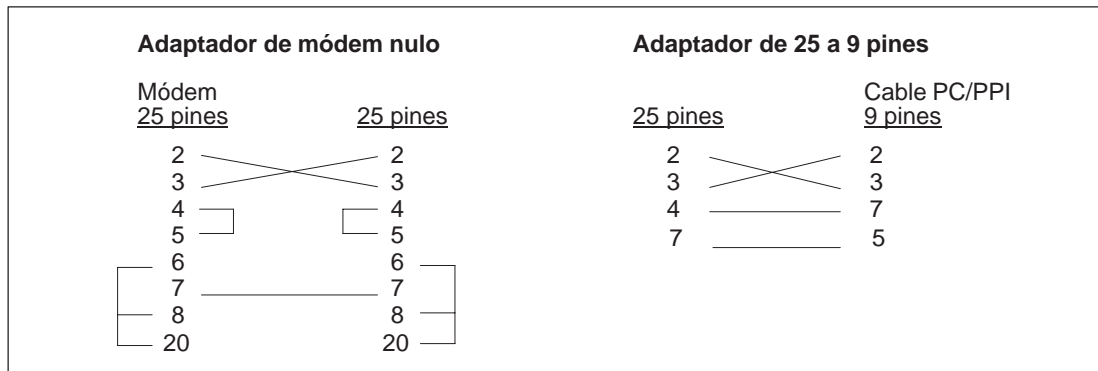 Adaptador de módem nulo
Adaptador de 25 a 9 pines
Módem
25 pines
25 pines
2 2
3 3
4 4
5 5
6 6
7 7
8 8
20 20
Cable PC/PPI
25 pines
9 pines
2 2
3 3
4 7
7 5